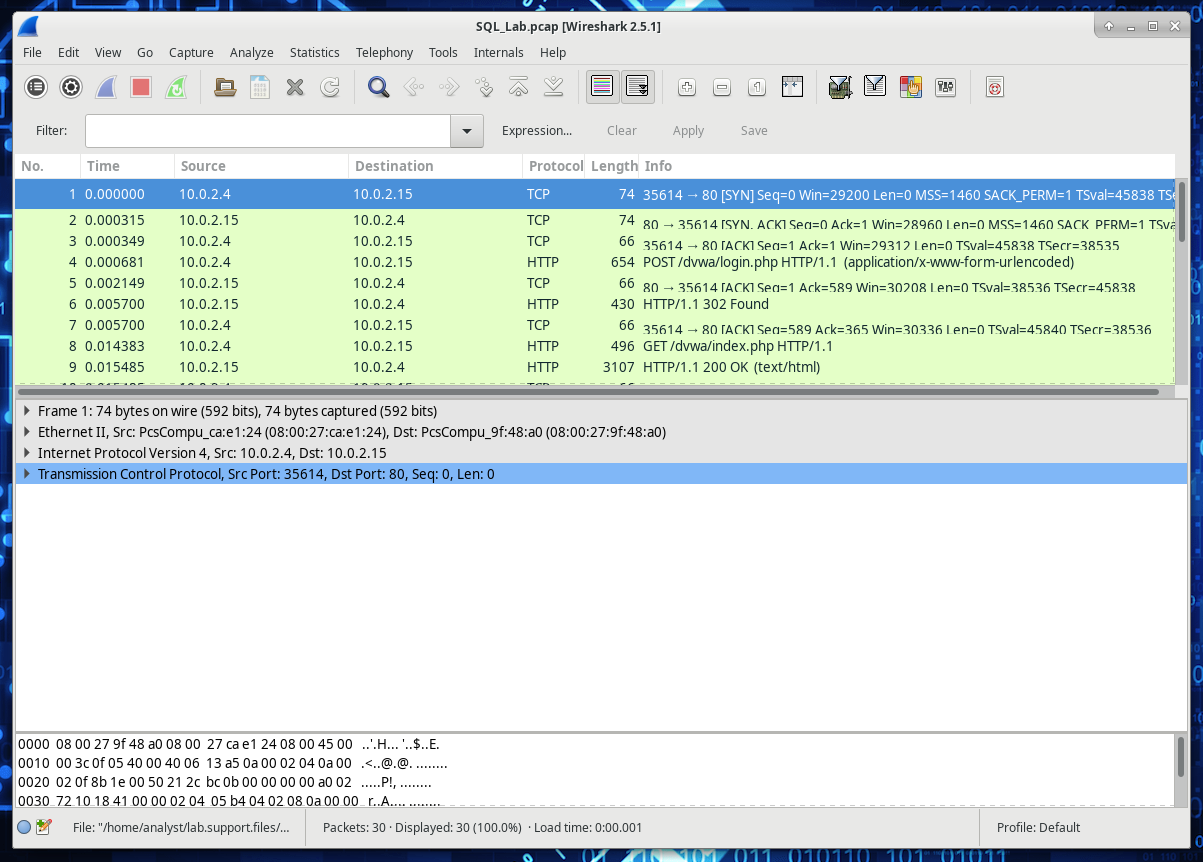 SQL_Lab.pcap [Wireshark 2.5.1]
File Edit View Go Capture Analyze Statistics Telephony Tools Internals Help
Filter: Expression... Clear Apply Save
No. Time Source Destination Protocol Length Info
1 0.000000 10.0.2.4 10.0.2.15 TCP 74 35614 → 80 [SYN] Seq=0 Win=29200 Len=0 MSS=1460 SACK_PERM=1 TSval=45838 TSe
2 0.000315 10.0.2.15 10.0.2.4 TCP 74 80 → 35614 [SYN, ACK] Seq=0 Ack=1 Win=28960 Len=0 MSS=1460 SACK_PERM=1 TSva
3 0.000349 10.0.2.4 10.0.2.15 TCP 66 35614 → 80 [ACK] Seq=1 Ack=1 Win=29312 Len=0 TSval=45838 TSecr=38535
4 0.000681 10.0.2.4 10.0.2.15 HTTP 654 POST /dvwa/login.php HTTP/1.1 (application/x-www-form-urlencoded)
5 0.002149 10.0.2.15 10.0.2.4 TCP 66 80 → 35614 [ACK] Seq=1 Ack=589 Win=30208 Len=0 TSval=38536 TSecr=45838
6 0.005700 10.0.2.15 10.0.2.4 HTTP 430 HTTP/1.1 302 Found
7 0.005700 10.0.2.4 10.0.2.15 TCP 66 35614 → 80 [ACK] Seq=589 Ack=365 Win=30336 Len=0 TSval=45840 TSecr=38536
8 0.014383 10.0.2.4 10.0.2.15 HTTP 496 GET /dvwa/index.php HTTP/1.1
9 0.015485 10.0.2.15 10.0.2.4 HTTP 3107 HTTP/1.1 200 OK (text/html)
Frame 1: 74 bytes on wire (592 bits), 74 bytes captured (592 bits)
Ethernet II, Src: PcsCompu_ca:e1:24 (08:00:27:ca:e1:24), Dst: PcsCompu_9f:48:a0 (08:00:27:9f:48:a0)
Internet Protocol Version 4, Src: 10.0.2.4, Dst: 10.0.2.15
Transmission Control Protocol, Src Port: 35614, Dst Port: 80, Seq: 0, Len: 0
0000 08 00 27 9f 48 a0 08 00 27 ca e1 24 08 00 45 00 ..'.H... '..$..E.
0010 00 3c 0f 05 40 00 40 06 13 a5 0a 00 02 04 0a 00 .<..@.@. ........
0020 02 0f 8b 1e 00 50 21 2c bc 0b 00 00 00 00 a0 02 .....P!, ........
0030 72 10 18 41 00 00 02 04 05 b4 04 02 08 0a 00 00 r..A.... ........
File: "/home/analyst/lab.support.files/... Packets: 30 · Displayed: 30 (100.0%) · Load time: 0:00.001 Profile: Default